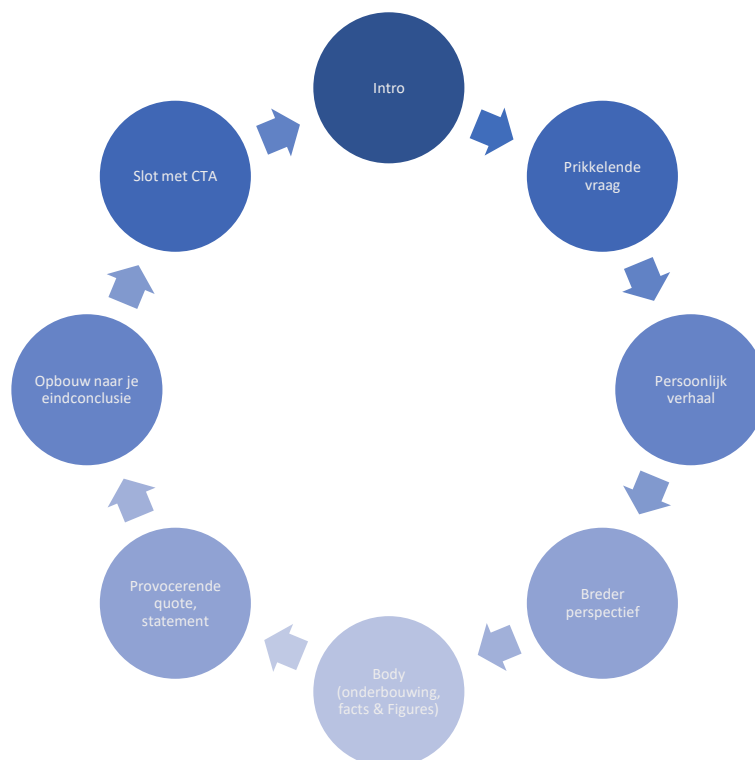 Intro
Prikkelende
vraag
Persoonlijk
verhaal
Breder
perspectief
Body
(onderbouwing,
facts & Figures)
Provocerende
quote,
statement
Opbouw naar je
eindconclusie
Slot met CTA